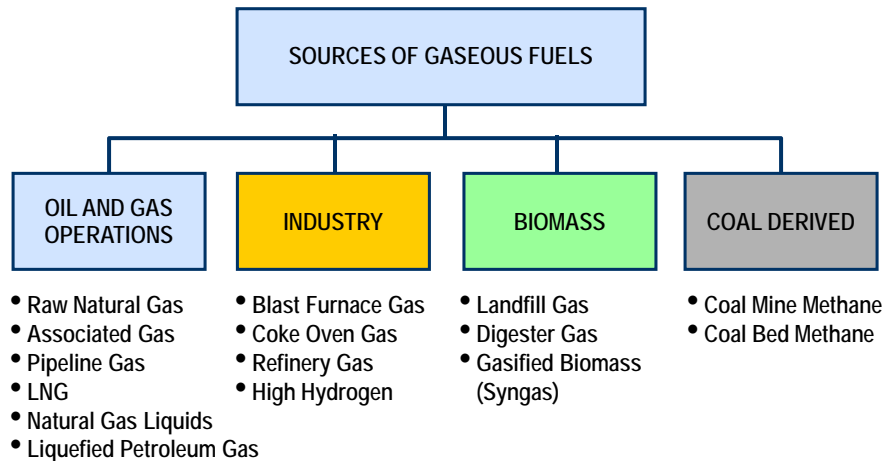 SOURCES OF GASEOUS FUELS
OIL AND GAS
OPERATIONS
INDUSTRY
BIOMASS
COAL DERIVED
• Raw Natural Gas
• Associated Gas
• Pipeline Gas
• LNG
• Natural Gas Liquids
• Liquefied Petroleum Gas
• Blast Furnace Gas
• Coke Oven Gas
• Refinery Gas
• High Hydrogen
• Landfill Gas
• Digester Gas
• Gasified Biomass
(Syngas)
• Coal Mine Methane
• Coal Bed Methane